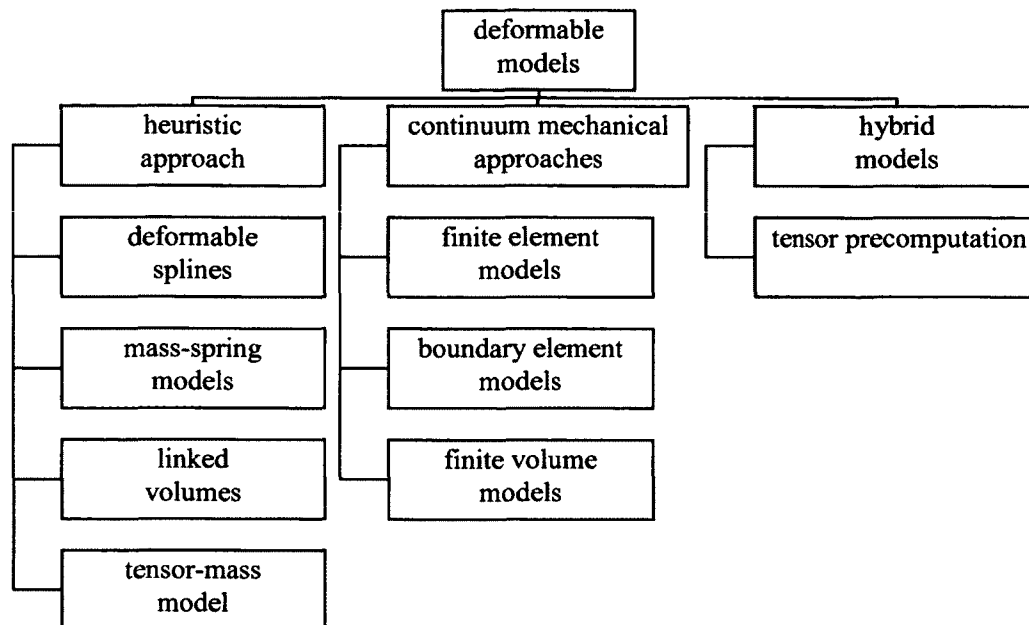 deformable
models
heuristic
approach
deformable
splines
mass-spring
models
linked
volumes
tensor-mass
model
continuum mechanical
approaches
finite element
models
boundary element
models
finite volume
models
hybrid
models
tensor precomputation